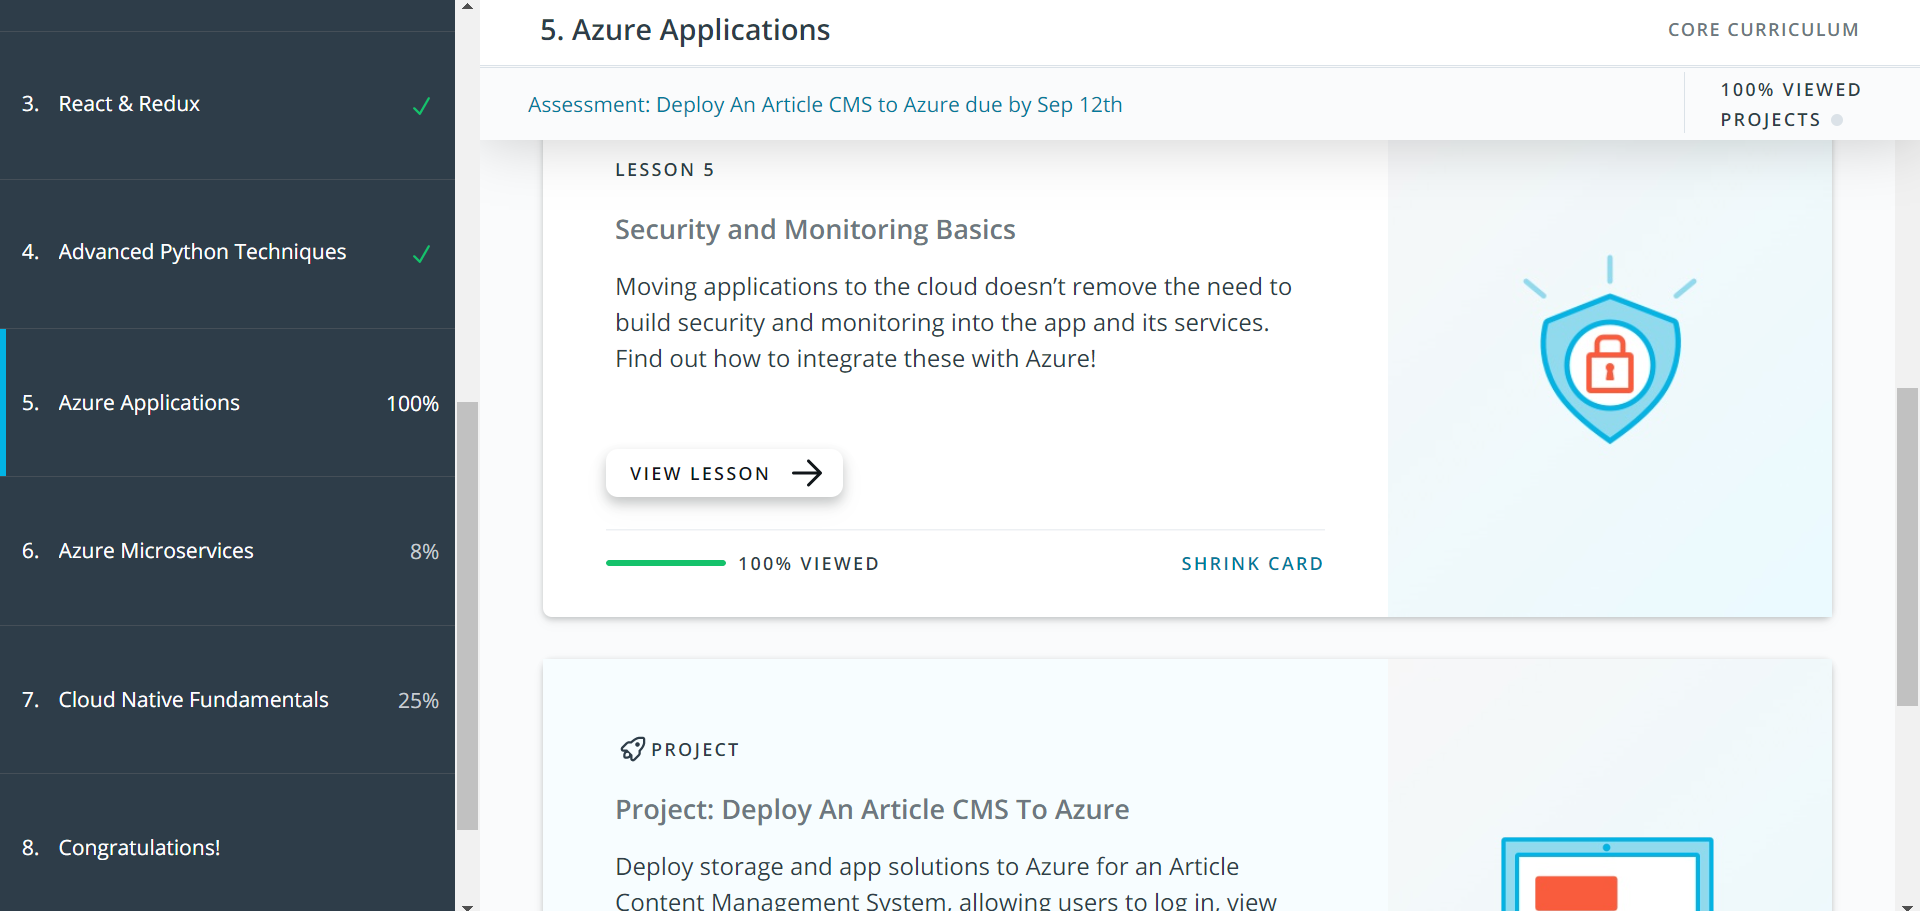 3. React & Redux
4. Advanced Python Techniques
5. Azure Applications 100%
6. Azure Microservices 8%
7. Cloud Native Fundamentals 25%
8. Congratulations!
5. Azure Applications
CORE CURRICULUM
Assessment: Deploy An Article CMS to Azure due by Sep 12th
100% VIEWED
PROJECTS
LESSON 5
Security and Monitoring Basics
Moving applications to the cloud doesn’t remove the need to
build security and monitoring into the app and its services.
Find out how to integrate these with Azure!
VIEW LESSON
100% VIEWED
SHRINK CARD
PROJECT
Project: Deploy An Article CMS To Azure
Deploy storage and app solutions to Azure for an Article
Content Management System, allowing users to log in, view